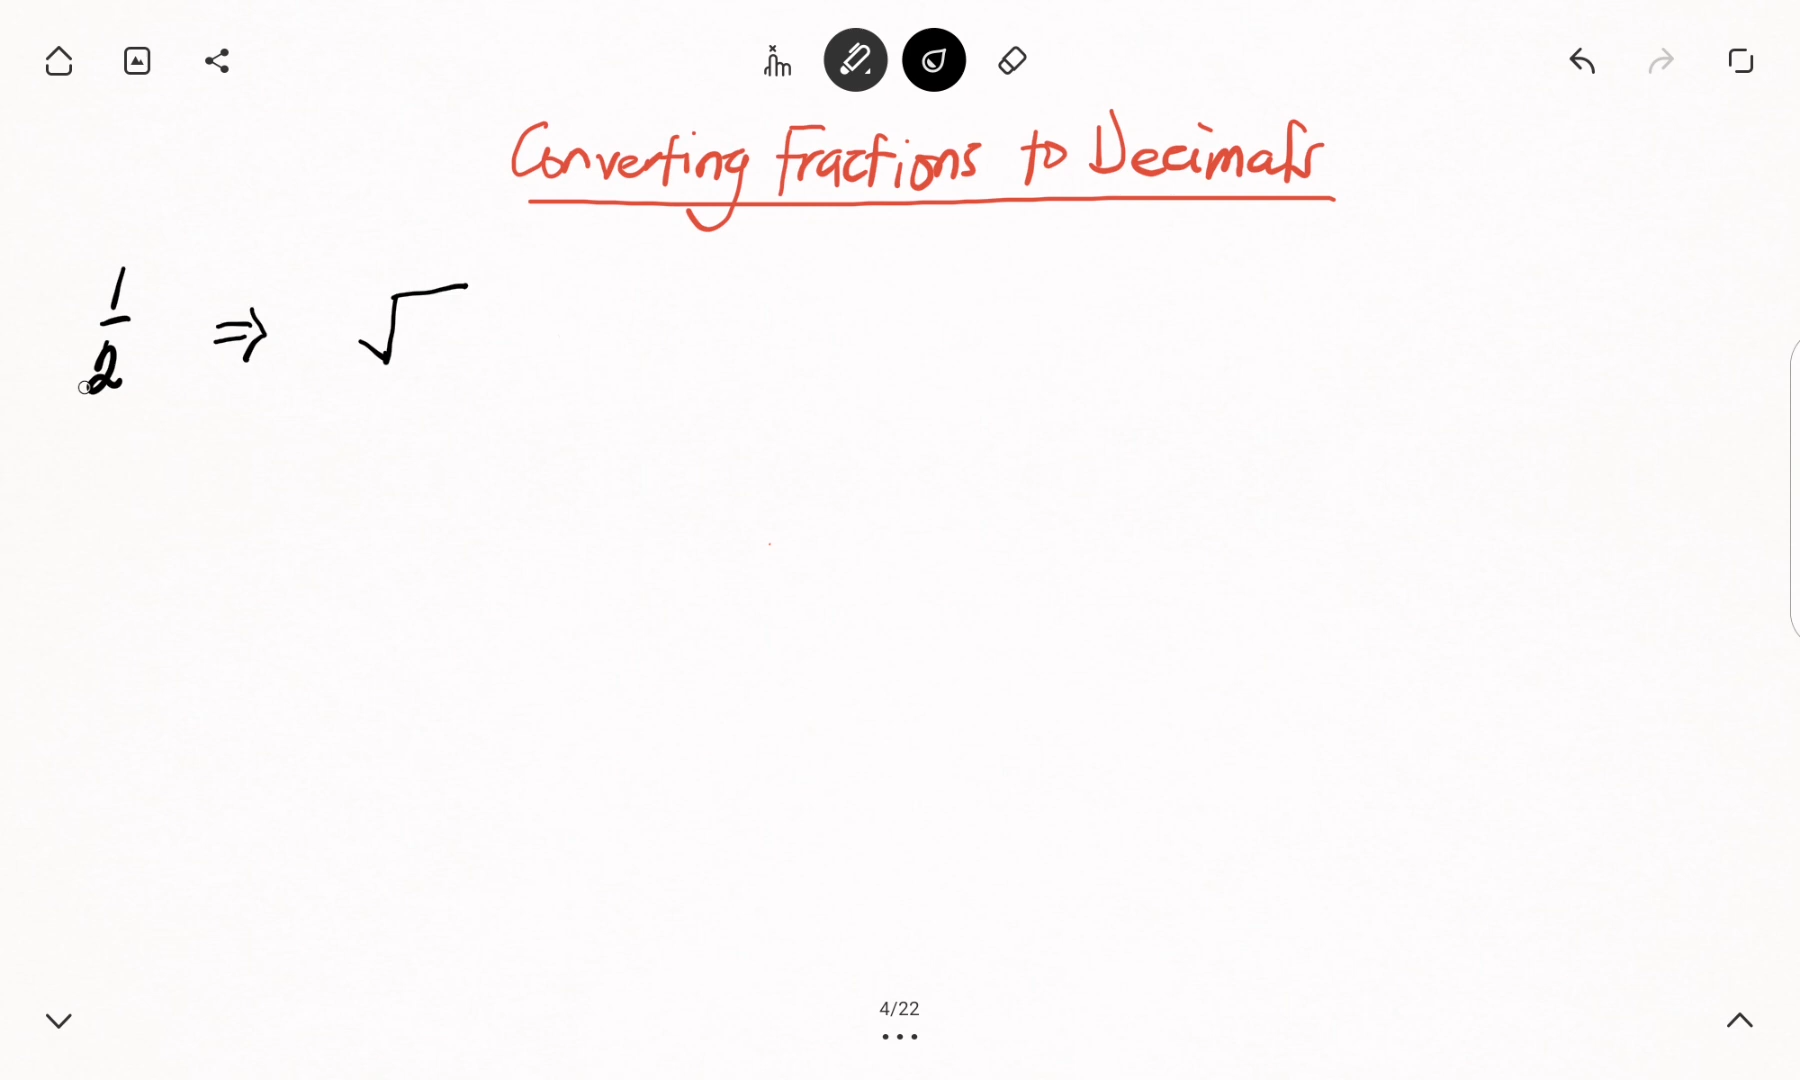 Converting Fractions to Decimals
1/2 ⇒ √
4/22